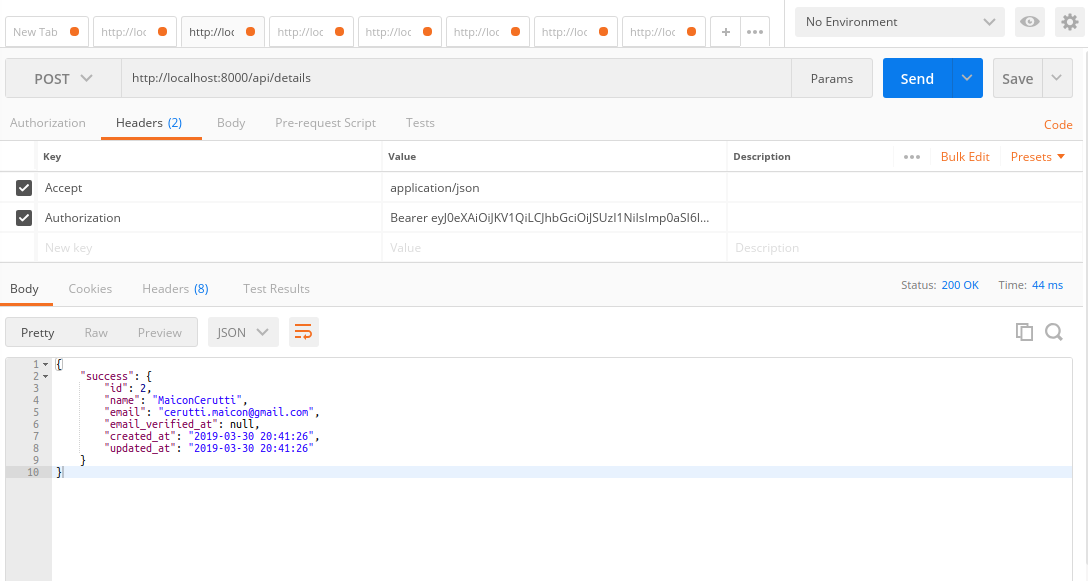 New Tab http://loc http://loc http://loc http://loc http://loc http://loc http://loc + No Environment
POST http://localhost:8000/api/details Params Send Save
Authorization Headers (2) Body Pre-request Script Tests Code
Key Value Description Bulk Edit Presets
Accept application/json
Authorization Bearer eyJ0eXAiOiJKV1QiLCJhbGciOiJSUzI1NiIsImp0aSI6I...
New key Value Description
Body Cookies Headers (8) Test Results Status: 200 OK Time: 44 ms
Pretty Raw Preview JSON
1 {
2 "success": {
3 "id": 2,
4 "name": "MaiconCerutti",
5 "email": "cerutti.maicon@gmail.com",
6 "email_verified_at": null,
7 "created_at": "2019-03-30 20:41:26",
8 "updated_at": "2019-03-30 20:41:26"
9 }
10 }